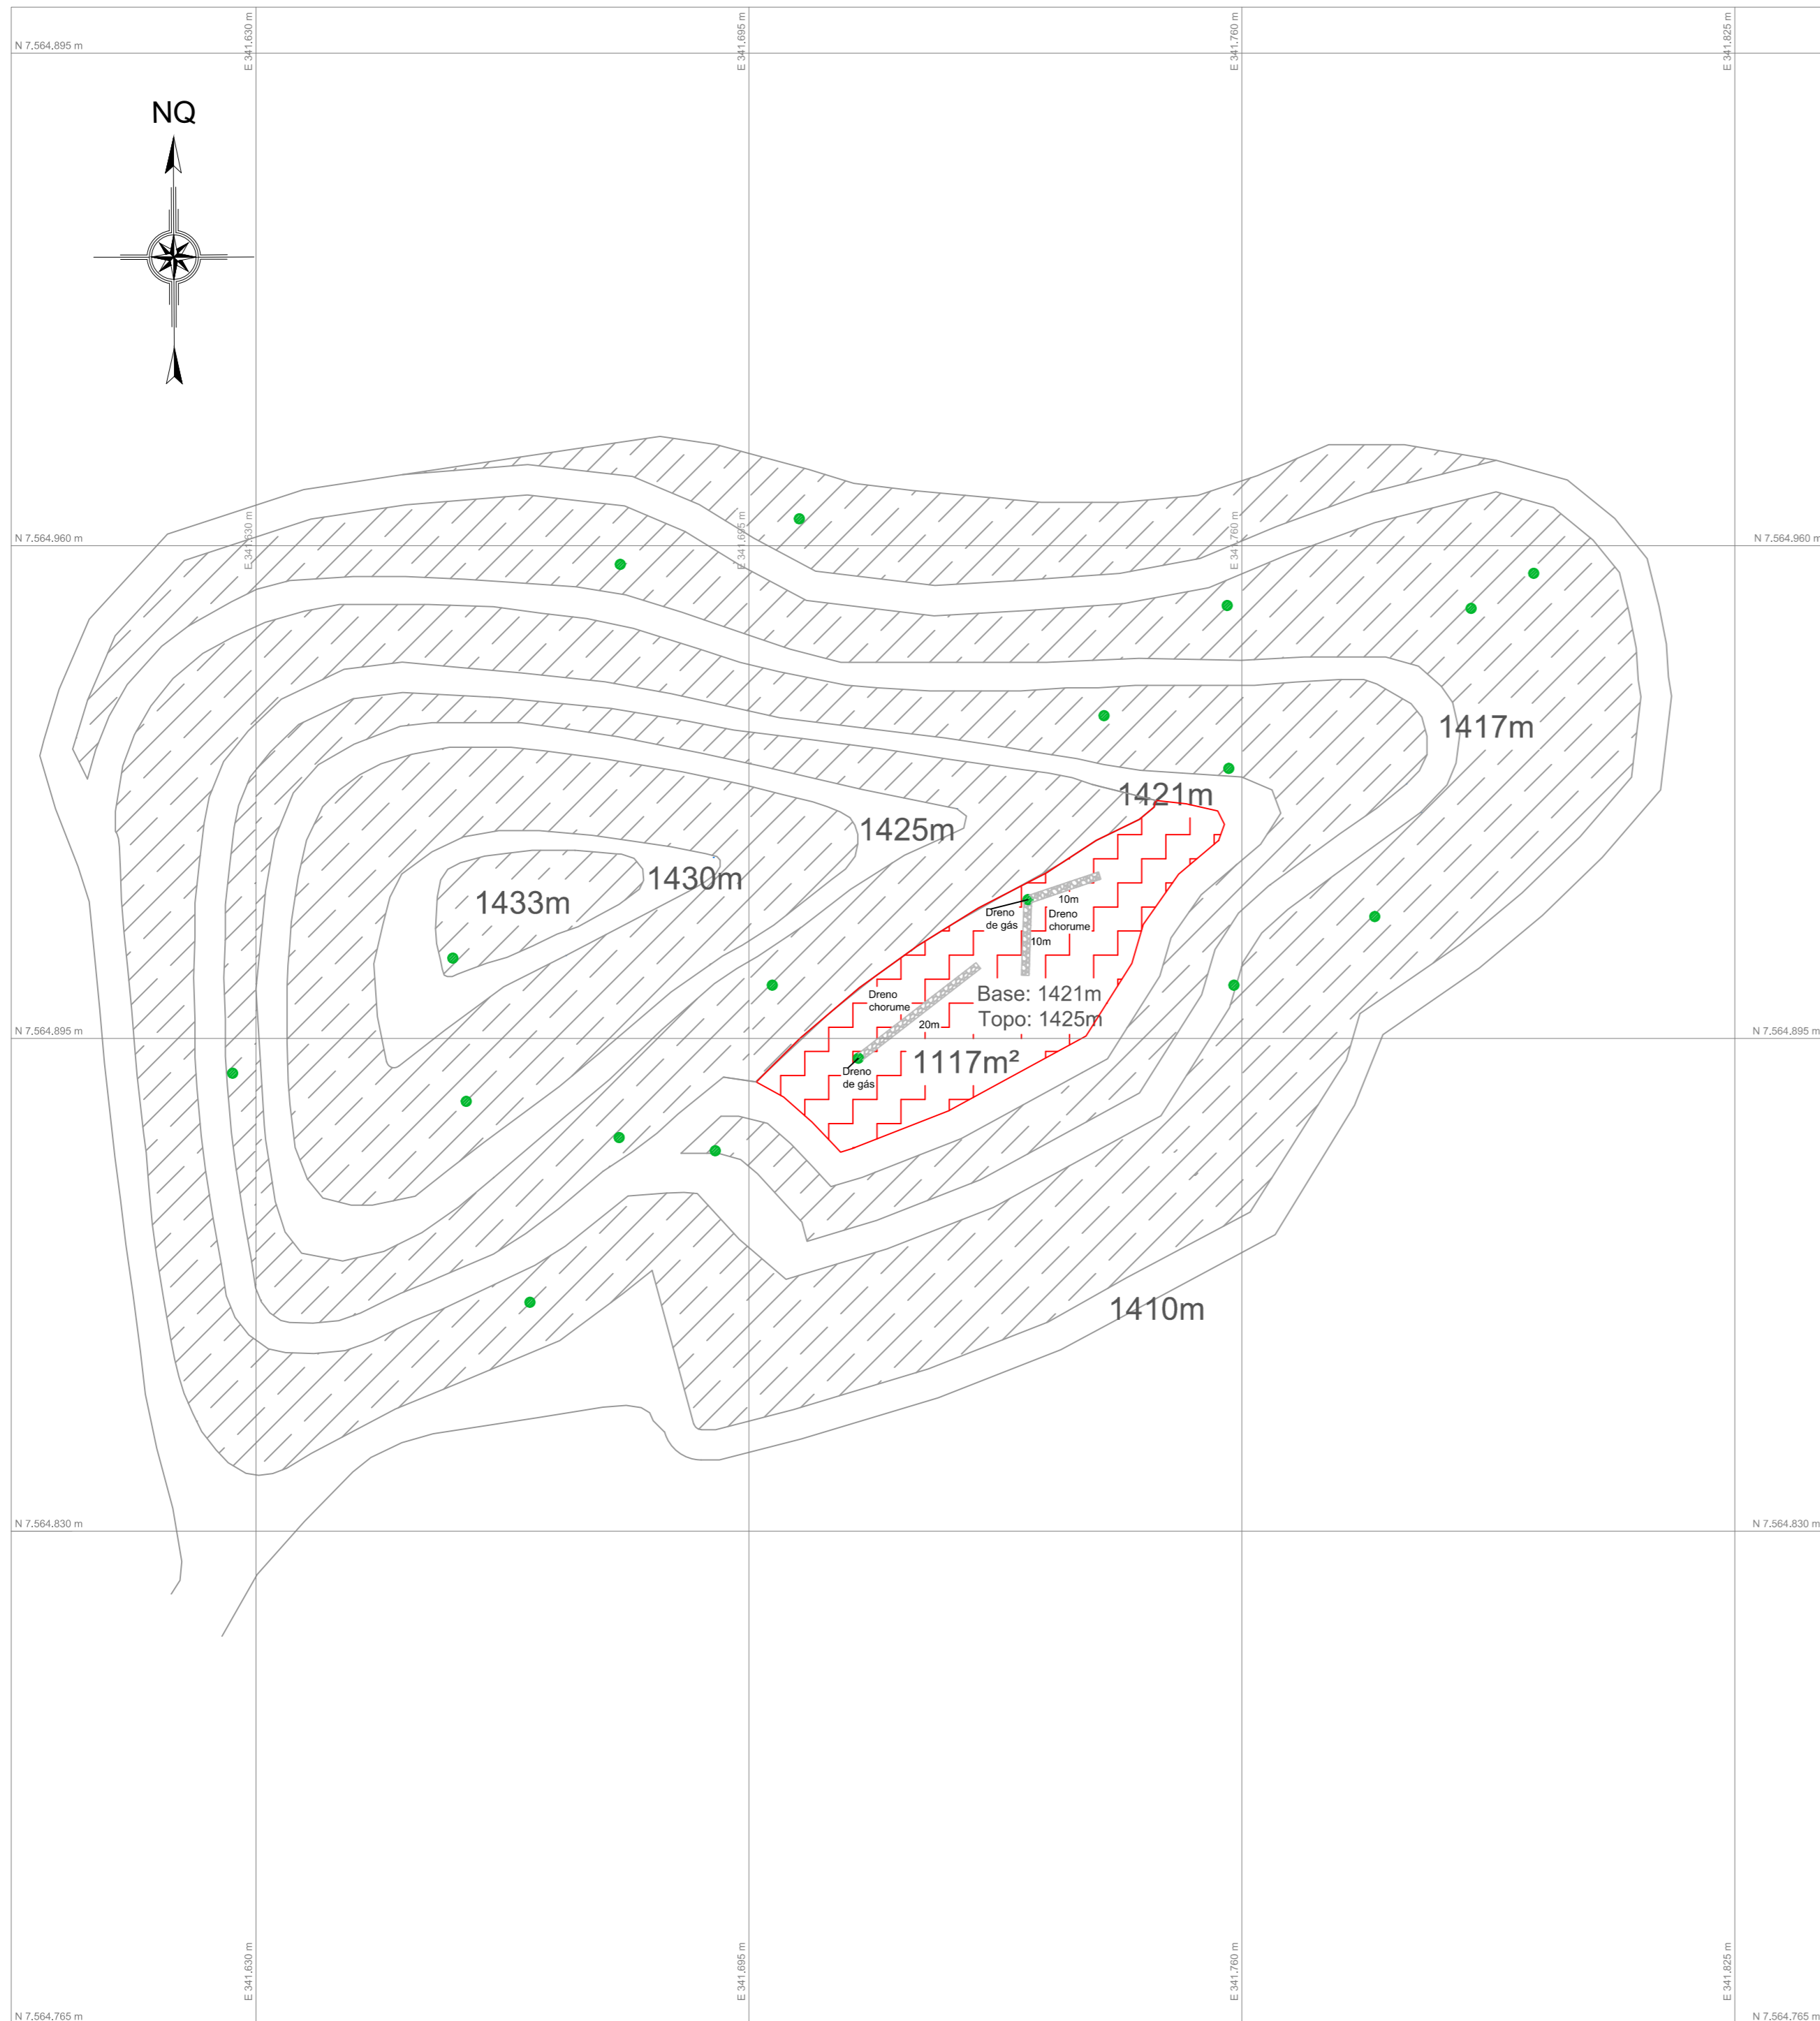 E 341.630 m
E 341.695 m
E 341.760 m
E 341.825 m
N 7.564.895 m
NQ
E 341.630 m
E 341.695 m
E 341.760 m
N 7.564.960 m
N 7.564.960 m
1417m
1421m
1425m
1430m
1433m
10m
Dreno
de gás
Dreno
chorume
10m
Base: 1421m
Topo: 1425m
Dreno
chorume
20m
N 7.564.895 m
N 7.564.895 m
1117m²
Dreno
de gás
1410m
N 7.564.830 m
N 7.564.830 m
E 341.630 m
E 341.695 m
E 341.760 m
E 341.825 m
N 7.564.765 m
N 7.564.765 m